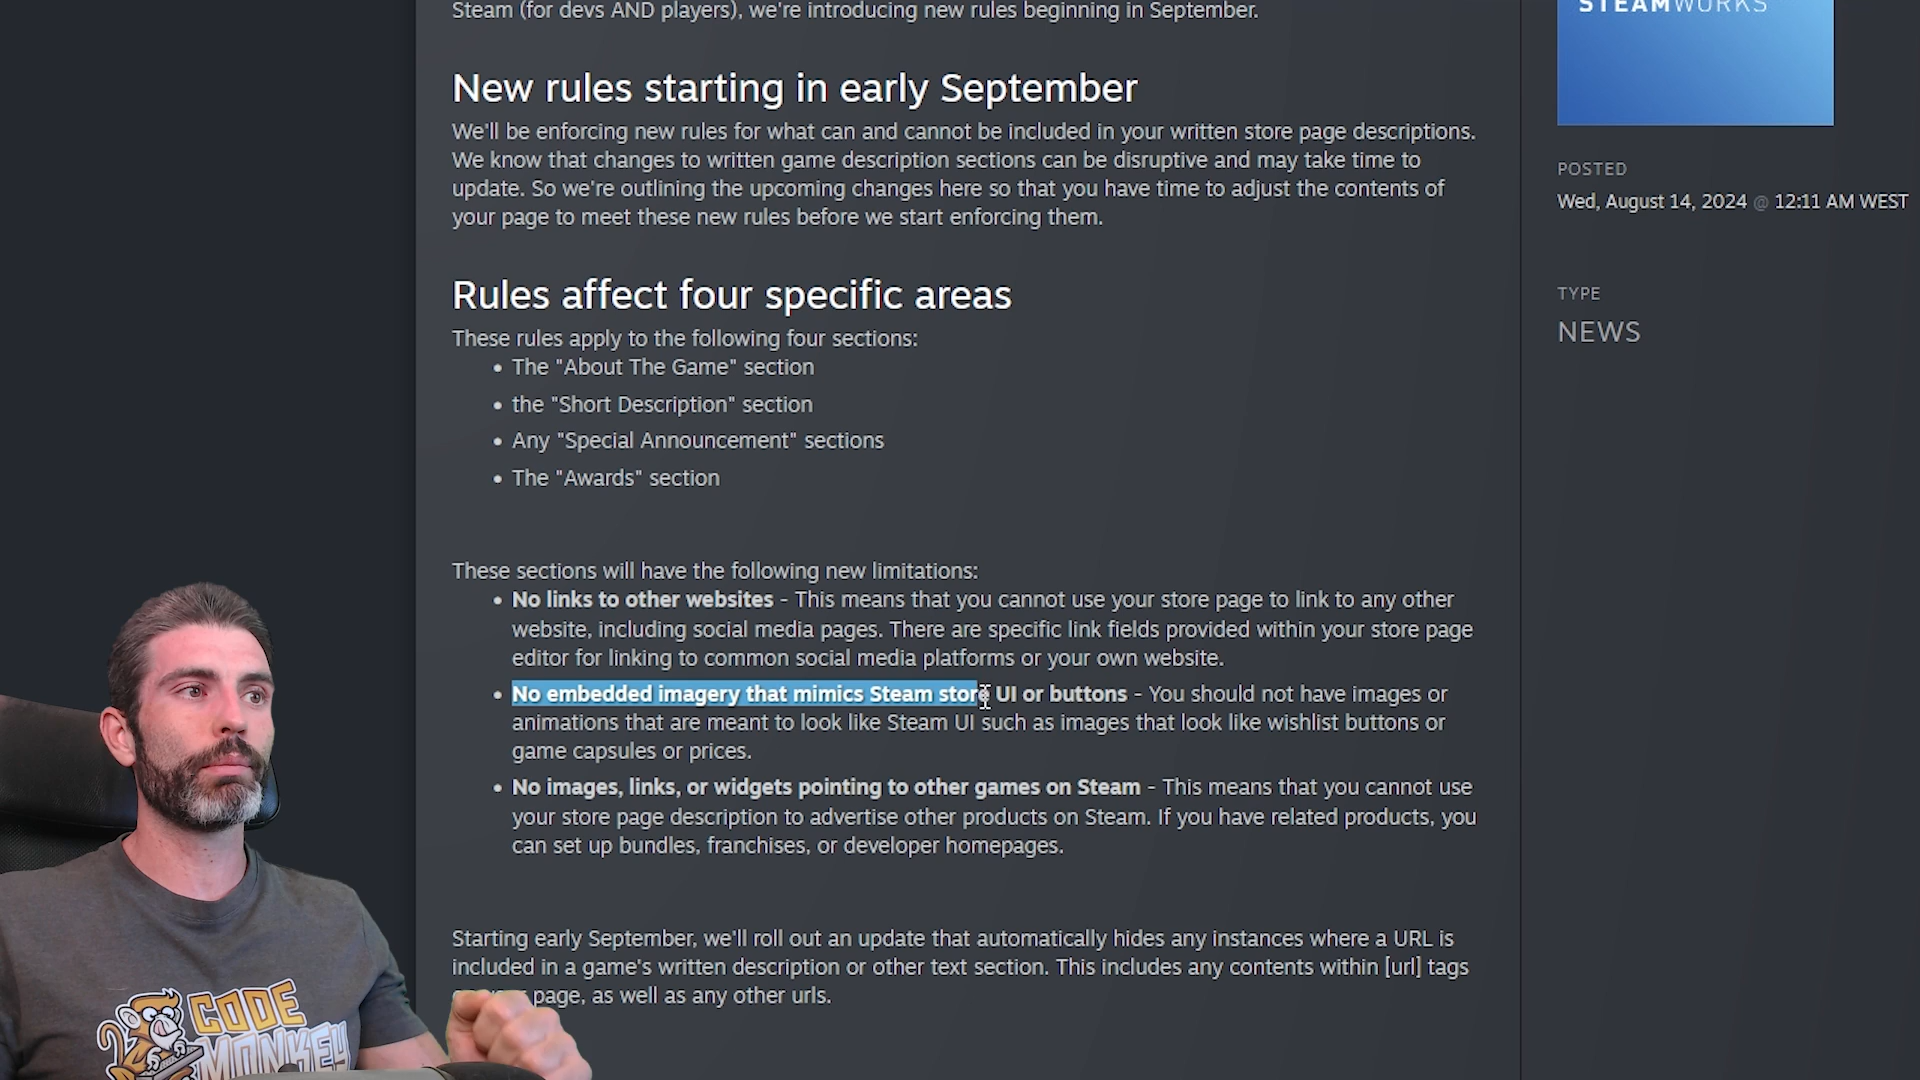 Steam (for devs AND players), we're introducing new rules beginning in September.
STEAMWORKS
New rules starting in early September
We'll be enforcing new rules for what can and cannot be included in your written store page descriptions.
We know that changes to written game description sections can be disruptive and may take time to
update. So we're outlining the upcoming changes here so that you have time to adjust the contents of
your page to meet these new rules before we start enforcing them.
POSTED
Wed, August 14, 2024 @ 12:11 AM WEST
TYPE
NEWS
Rules affect four specific areas
These rules apply to the following four sections:
• The "About The Game" section
• the "Short Description" section
• Any "Special Announcement" sections
• The "Awards" section
These sections will have the following new limitations:
• No links to other websites - This means that you cannot use your store page to link to any other
website, including social media pages. There are specific link fields provided within your store page
editor for linking to common social media platforms or your own website.
• No embedded imagery that mimics Steam store UI or buttons - You should not have images or
animations that are meant to look like Steam UI such as images that look like wishlist buttons or
game capsules or prices.
• No images, links, or widgets pointing to other games on Steam - This means that you cannot use
your store page description to advertise other products on Steam. If you have related products, you
can set up bundles, franchises, or developer homepages.
Starting early September, we'll roll out an update that automatically hides any instances where a URL is
included in a game's written description or other text section. This includes any contents within [url] tags
page, as well as any other urls.
CODE
MONKEY